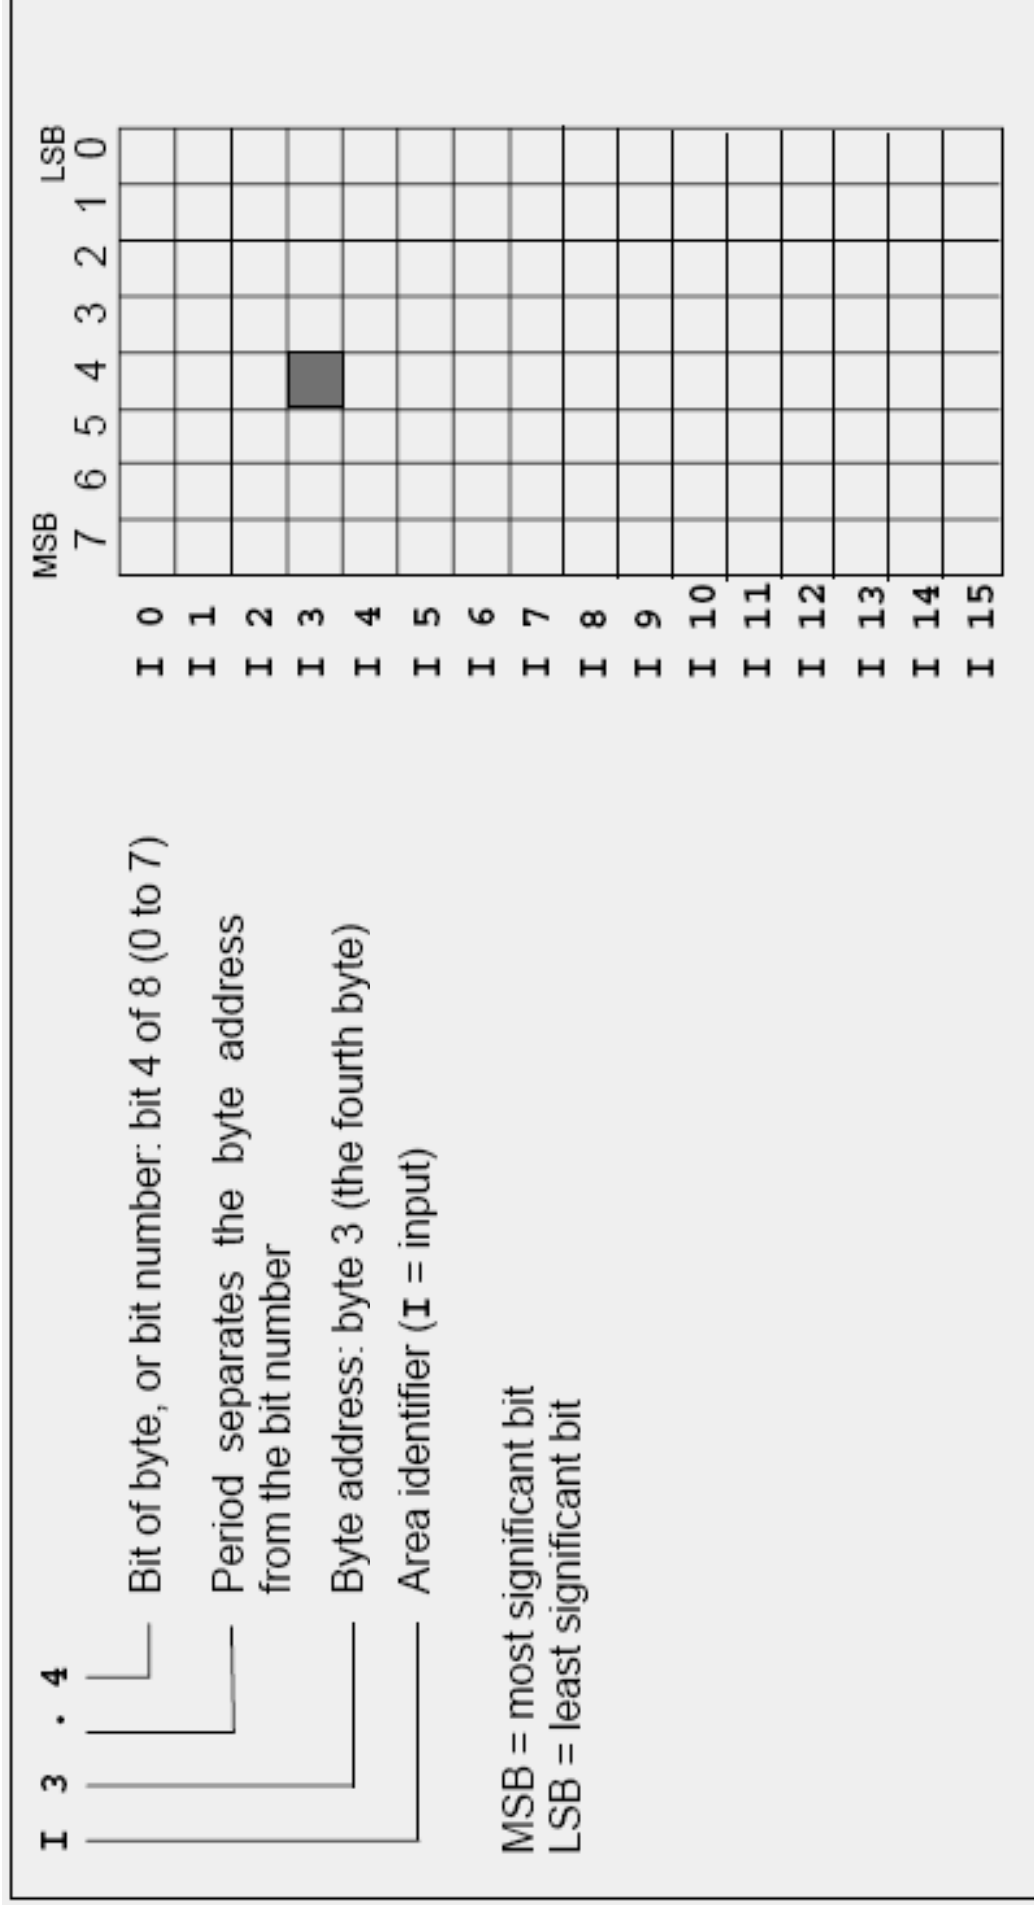 I 3 . 4
Bit of byte, or bit number: bit 4 of 8 (0 to 7)
Period separates the byte address
from the bit number
Byte address: byte 3 (the fourth byte)
Area identifier (I = input)
MSB = most significant bit
LSB = least significant bit
MSB LSB
7 6 5 4 3 2 1 0
I 0
I 1
I 2
I 3
I 4
I 5
I 6
I 7
I 8
I 9
I 10
I 11
I 12
I 13
I 14
I 15